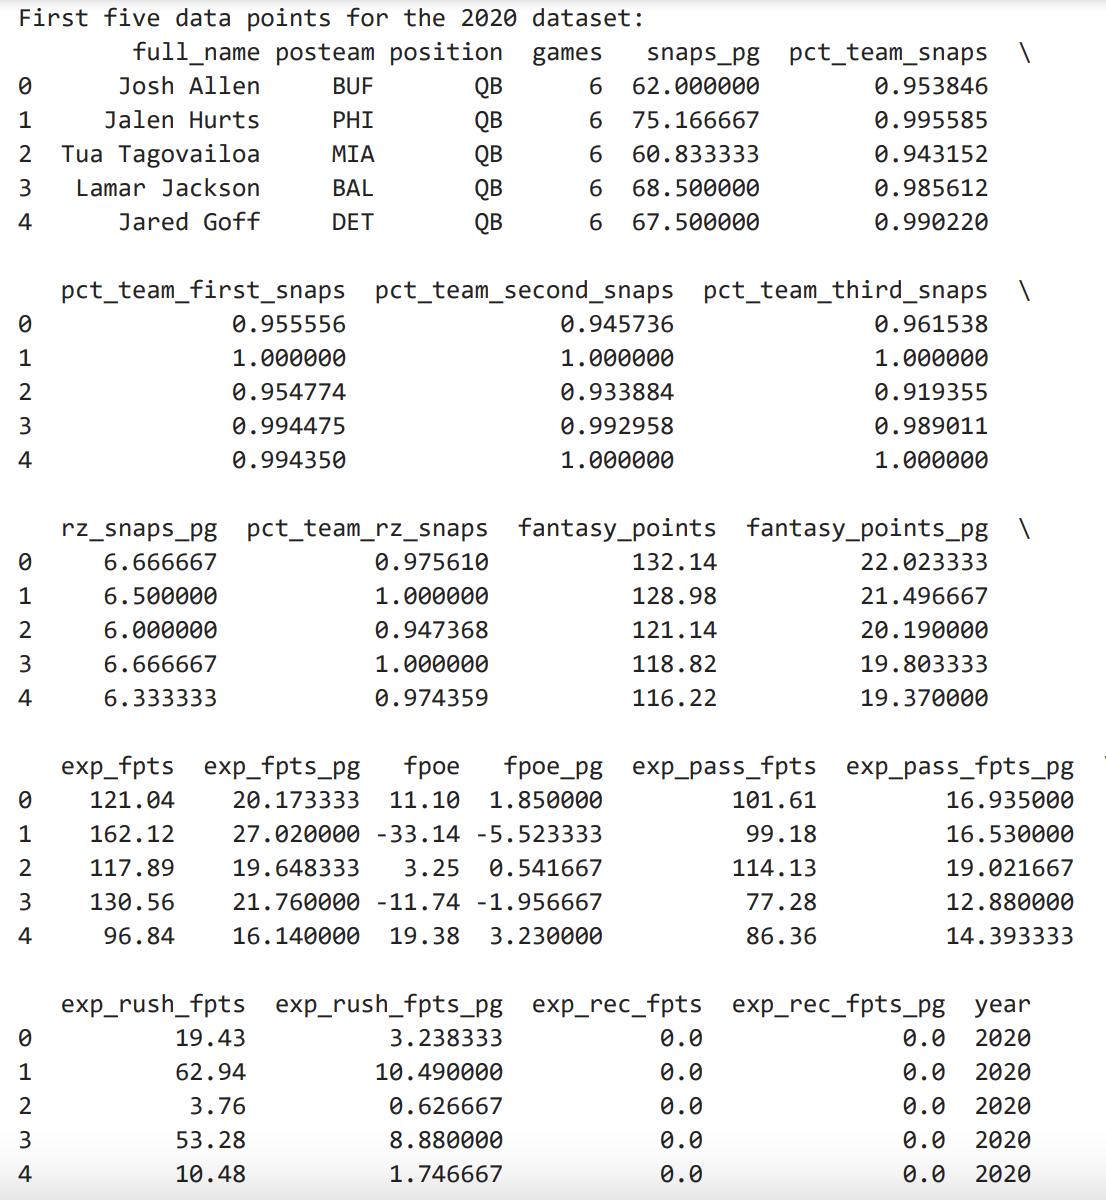 First five data points for the 2020 dataset:
full_name posteam position games snaps_pg pct_team_snaps \
0 Josh Allen BUF QB 6 62.000000 0.953846
1 Jalen Hurts PHI QB 6 75.166667 0.995585
2 Tua Tagovailoa MIA QB 6 60.833333 0.943152
3 Lamar Jackson BAL QB 6 68.500000 0.985612
4 Jared Goff DET QB 6 67.500000 0.990220
pct_team_first_snaps pct_team_second_snaps pct_team_third_snaps \
0 0.955556 0.945736 0.961538
1 1.000000 1.000000 1.000000
2 0.954774 0.933884 0.919355
3 0.994475 0.992958 0.989011
4 0.994350 1.000000 1.000000
rz_snaps_pg pct_team_rz_snaps fantasy_points fantasy_points_pg \
0 6.666667 0.975610 132.14 22.023333
1 6.500000 1.000000 128.98 21.496667
2 6.000000 0.947368 121.14 20.190000
3 6.666667 1.000000 118.82 19.803333
4 6.333333 0.974359 116.22 19.370000
exp_fpts exp_fpts_pg fpoe fpoe_pg exp_pass_fpts exp_pass_fpts_pg \
0 121.04 20.173333 11.10 1.850000 101.61 16.935000
1 162.12 27.020000 -33.14 -5.523333 99.18 16.530000
2 117.89 19.648333 3.25 0.541667 114.13 19.021667
3 130.56 21.760000 -11.74 -1.956667 77.28 12.880000
4 96.84 16.140000 19.38 3.230000 86.36 14.393333
exp_rush_fpts exp_rush_fpts_pg exp_rec_fpts exp_rec_fpts_pg year
0 19.43 3.238333 0.0 0.0 2020
1 62.94 10.490000 0.0 0.0 2020
2 3.76 0.626667 0.0 0.0 2020
3 53.28 8.880000 0.0 0.0 2020
4 10.48 1.746667 0.0 0.0 2020